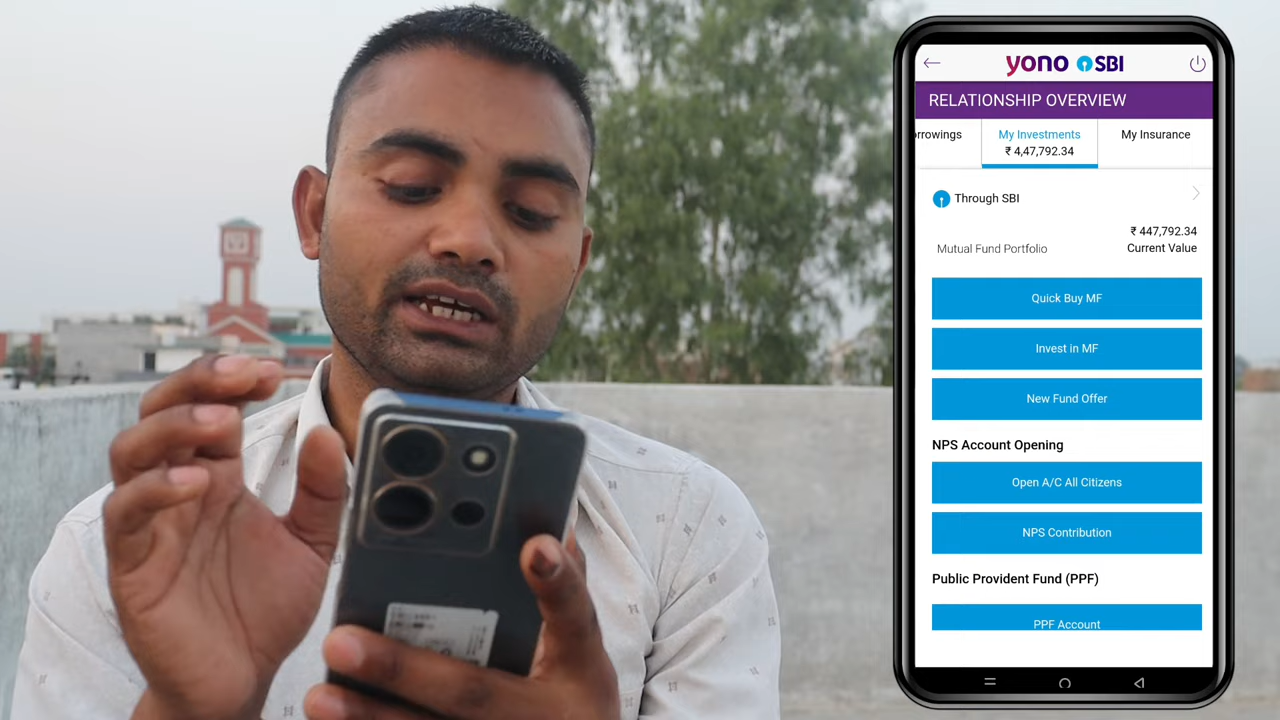 yono SBI
RELATIONSHIP OVERVIEW
rrowings
My Investments
₹ 4,47,792.34
My Insurance
Through SBI
₹ 447,792.34
Mutual Fund Portfolio
Current Value
Quick Buy MF
Invest in MF
New Fund Offer
NPS Account Opening
Open A/C All Citizens
NPS Contribution
Public Provident Fund (PPF)
PPF Account